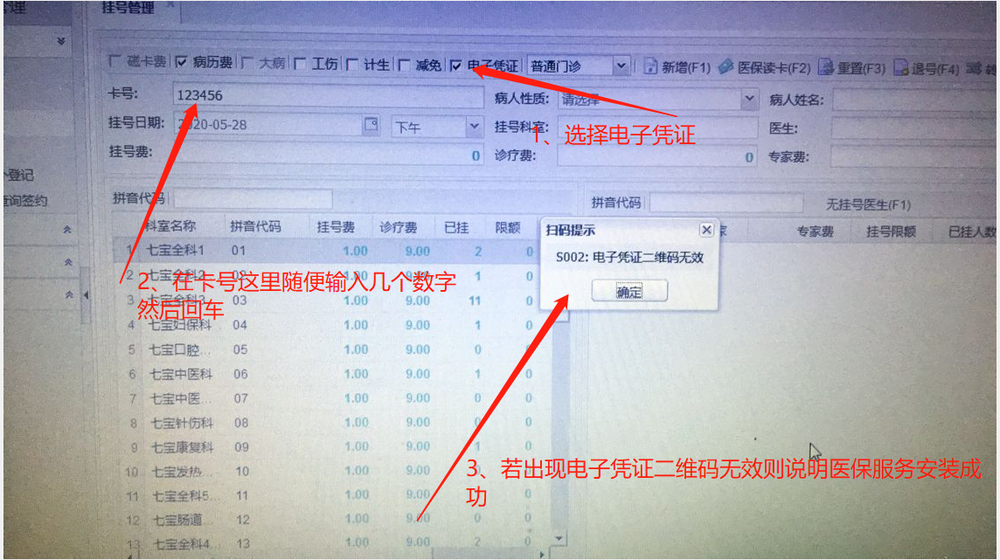 挂号管理
磁卡费 病历费 大病 工伤 计生 减免 电子凭证 普通门诊 新增(F1) 医保读卡(F2) 重置(F3) 退号(F4)
卡号: 123456 病人性质: 请选择 病人姓名:
挂号日期: 2020-05-28 下午 挂号科室: 医生:
1、选择电子凭证
挂号费: 0 诊疗费: 0 专家费:
个登记
查询签约
拼音代码 拼音代码 无挂号医生(F1)
科室名称 拼音代码 挂号费 诊疗费 已挂 限额 专家费 挂号限额 已挂人数
扫码提示
S002: 电子凭证二维码无效
确定
1 七宝全科1 01 1.00 9.00 2 0
2 七宝全科2 02 1.00 9.00 1 0
2、在卡号这里随便输入几个数字
然后回车
3 七宝全科3 03 1.00 9.00 11 0
4 七宝妇保科 04 1.00 9.00 1 0
5 七宝口腔... 05 1.00 9.00 0 0
6 七宝中医科 06 1.00 9.00 1 0
7 七宝中医... 07 1.00 9.00 0 0
8 七宝针伤科 08 1.00 9.00 0
9 七宝康复科 09 1.00 9.00 1 0
10 七宝发热... 10 1.00 9.00
3、若出现电子凭证二维码无效则说明医保服务安装成
功
11 七宝全科5... 11 1.00 9.00 0 0
12 七宝肠道... 12 1.00 9.00 0 0
13 七宝全科4... 13 1.00 9.00 2 0